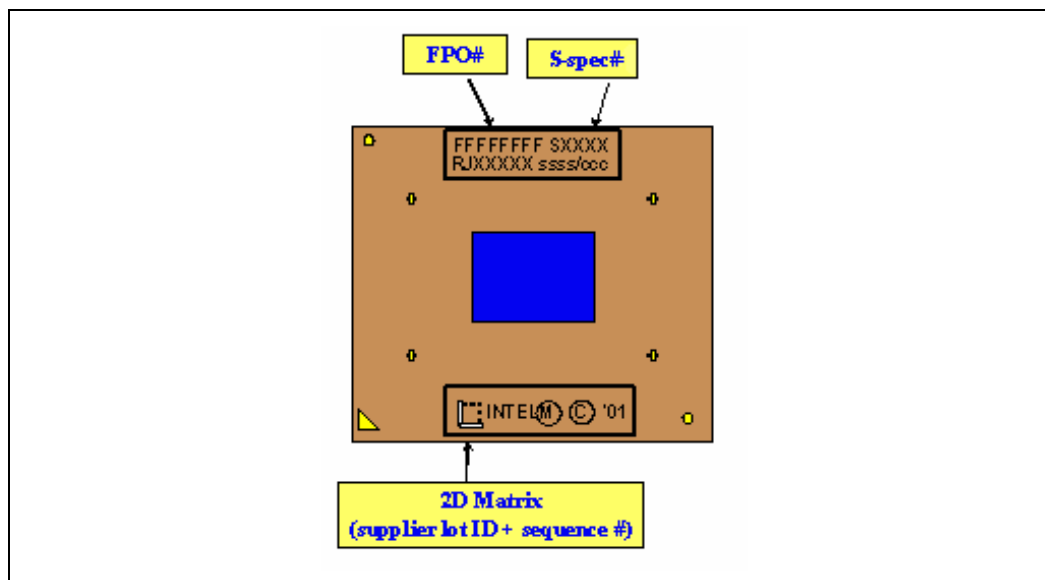 FPO#
S-spec#
FFFFFFFF SXXXX
RJXXXXX ssss/ccc
INTEL Ⓜ © '01
2D Matrix
(supplier lot ID + sequence #)